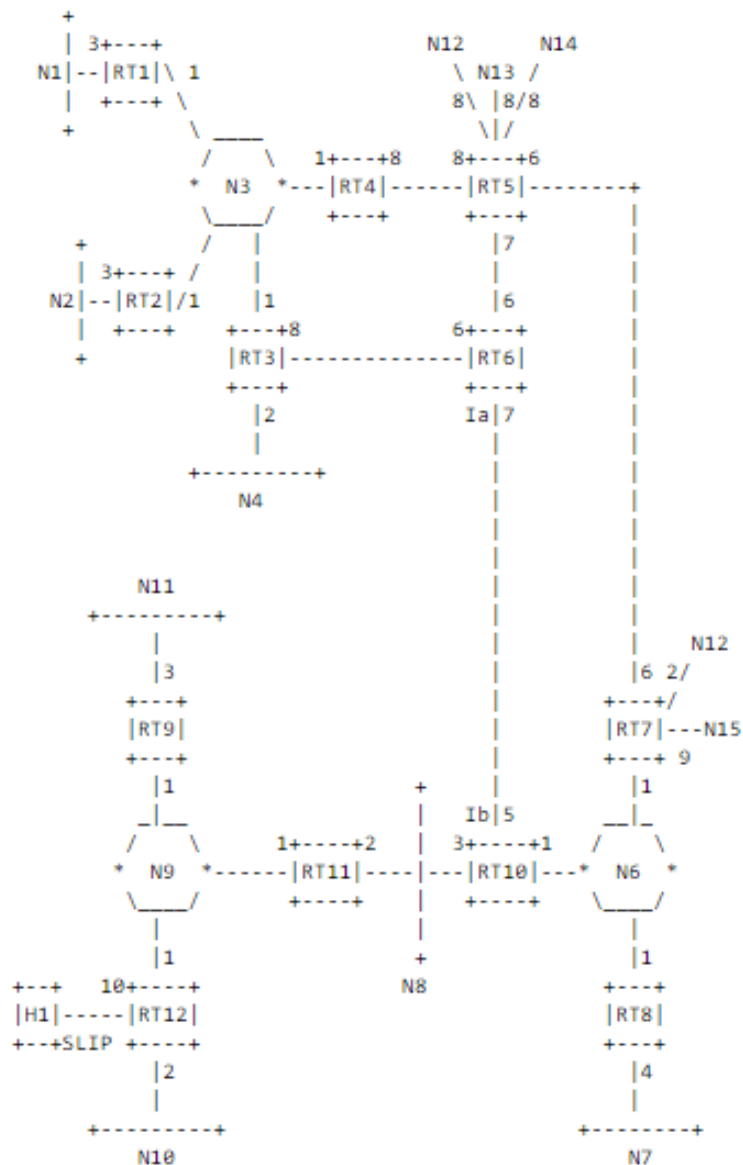 +
                 | 3+---+                     N12      N14
               N1|--|RT1|\ 1                    \ N13 /
                 |  +---+ \                     8\ |8/8
                 +         \ ____                 \|/
                            /    \   1+---+8    8+---+6
                           *  N3  *---|RT4|------|RT5|--------+
                            \____/    +---+      +---+        |
                  +         /   |                  |7         |
                  | 3+---+ /    |                  |          |
                N2|--|RT2|/1    |1                 |6         |
                  |  +---+    +---+8            6+---+        |
                  +           |RT3|--------------|RT6|        |
                              +---+              +---+        |
                                |2               Ia|7         |
                                |                  |          |
                           +---------+             |          |
                               N4                  |          |
                                                   |          |
                                                   |          |
                       N11                         |          |
                   +---------+                     |          |
                        |                          |          |    N12
                        |3                         |          |6 2/
                      +---+                        |        +---+/
                      |RT9|                        |        |RT7|---N15
                      +---+                        |        +---+ 9
                        |1                   +     |          |1
                       _|__                  |   Ib|5       __|_
                      /    \      1+----+2   |  3+----+1   /    \
                     *  N9  *------|RT11|----|---|RT10|---*  N6  *
                      \____/       +----+    |   +----+    \____/
                        |                    |                |
                        |1                   +                |1
             +--+   10+----+                N8              +---+
             |H1|-----|RT12|                                |RT8|
             +--+SLIP +----+                                +---+
                        |2                                    |4
                        |                                     |
                   +---------+                            +--------+
                       N10                                    N7